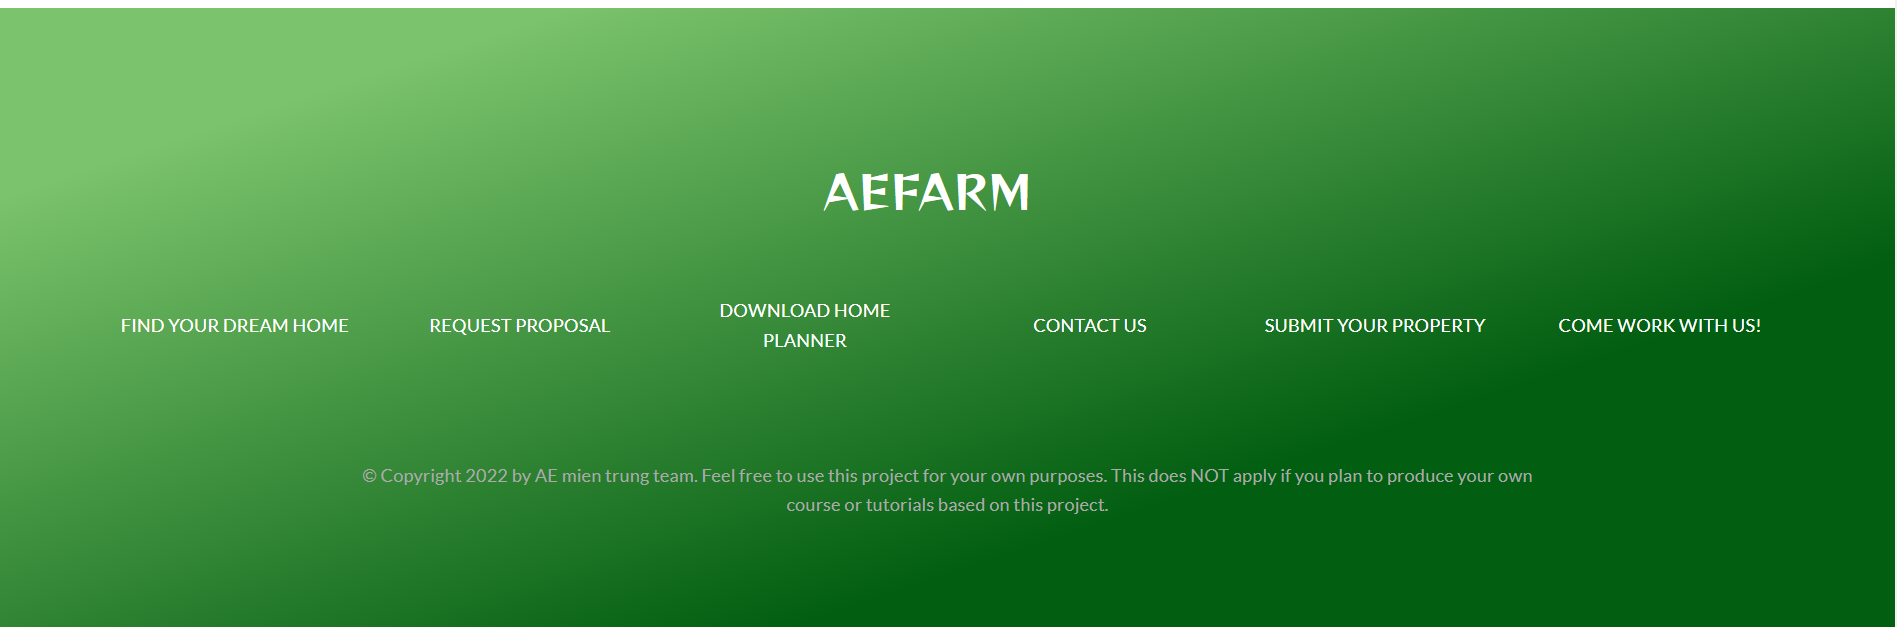 AEFARM
FIND YOUR DREAM HOME
REQUEST PROPOSAL
DOWNLOAD HOME
PLANNER
CONTACT US
SUBMIT YOUR PROPERTY
COME WORK WITH US!
© Copyright 2022 by AE mien trung team. Feel free to use this project for your own purposes. This does NOT apply if you plan to produce your own
course or tutorials based on this project.